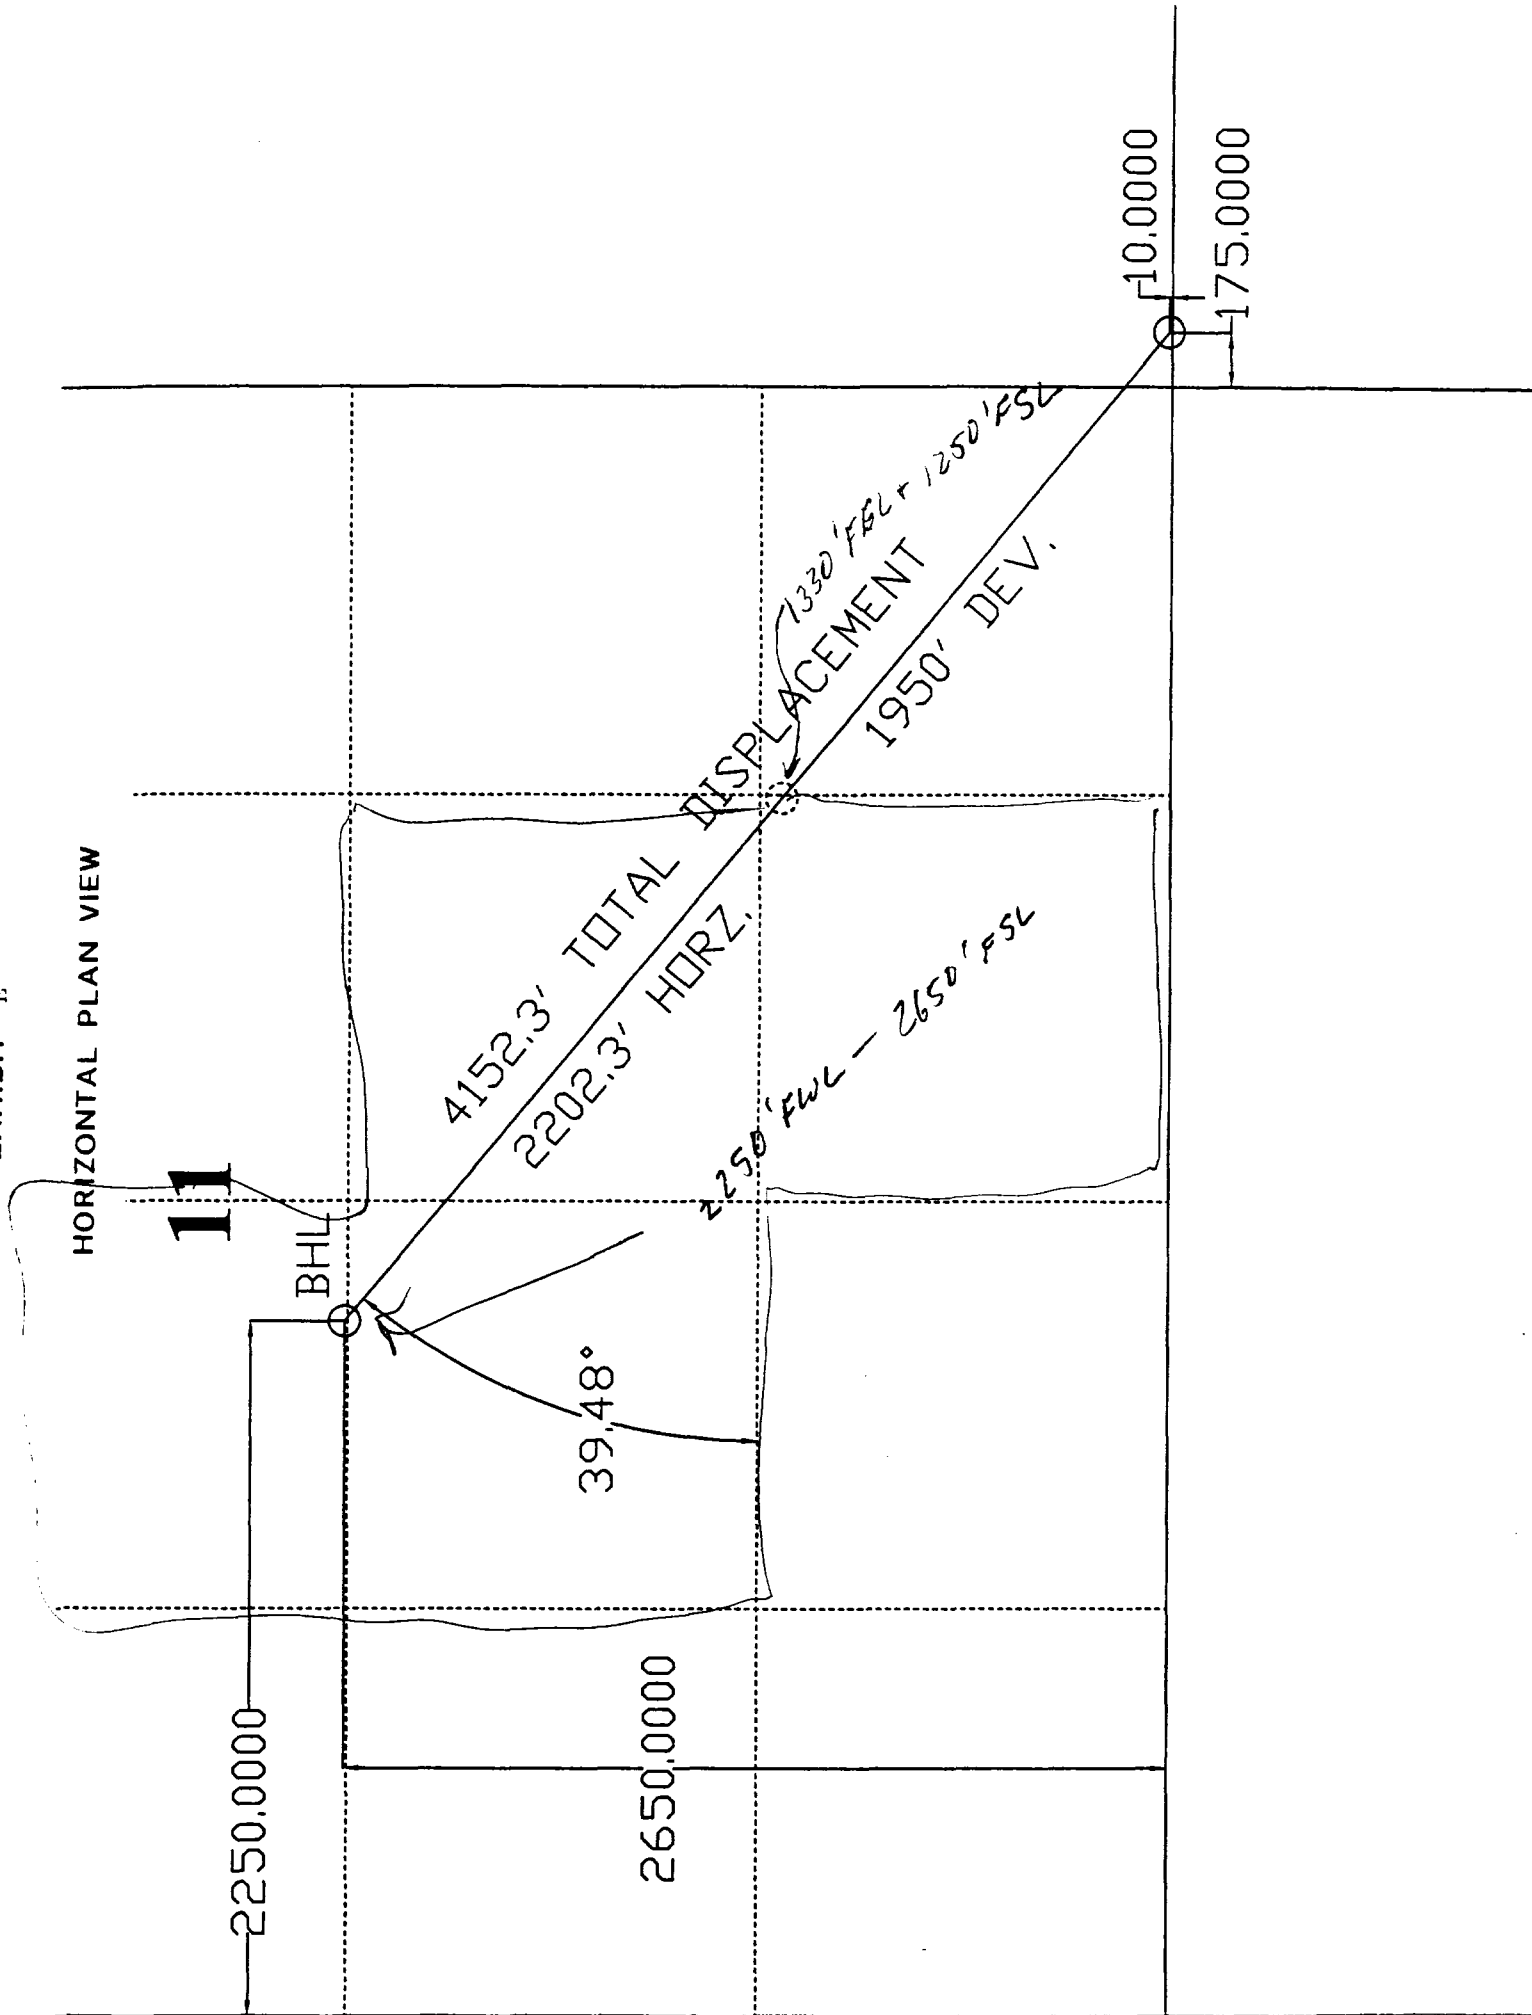 HORIZONTAL PLAN VIEW
11
2250.0000
BHL
4152.3' TOTAL DISPLACEMENT
2202.3' HORZ.
1950' DEV.
1330'FEL + 1250'FSL
2250'FWL — 2650'FSL
39.48°
2650.0000
10.0000
175.0000